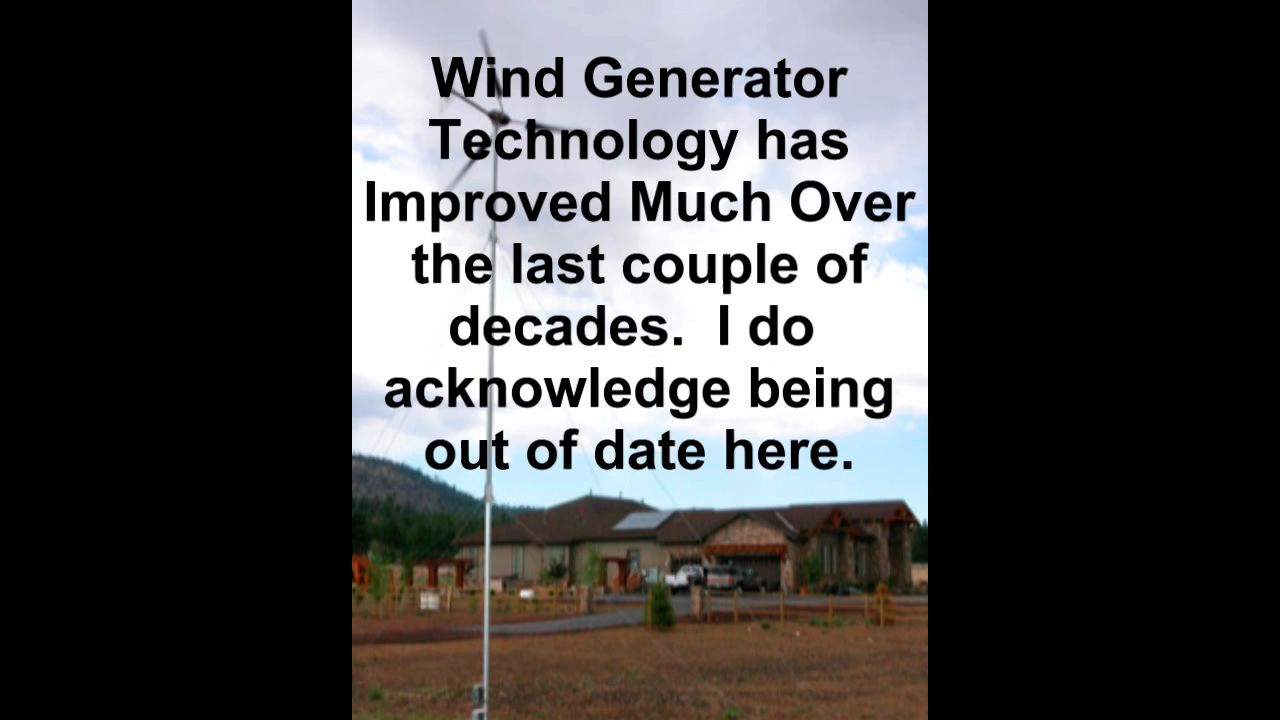 Wind Generator
Technology has
Improved Much Over
the last couple of
decades.  I do
acknowledge being
out of date here.